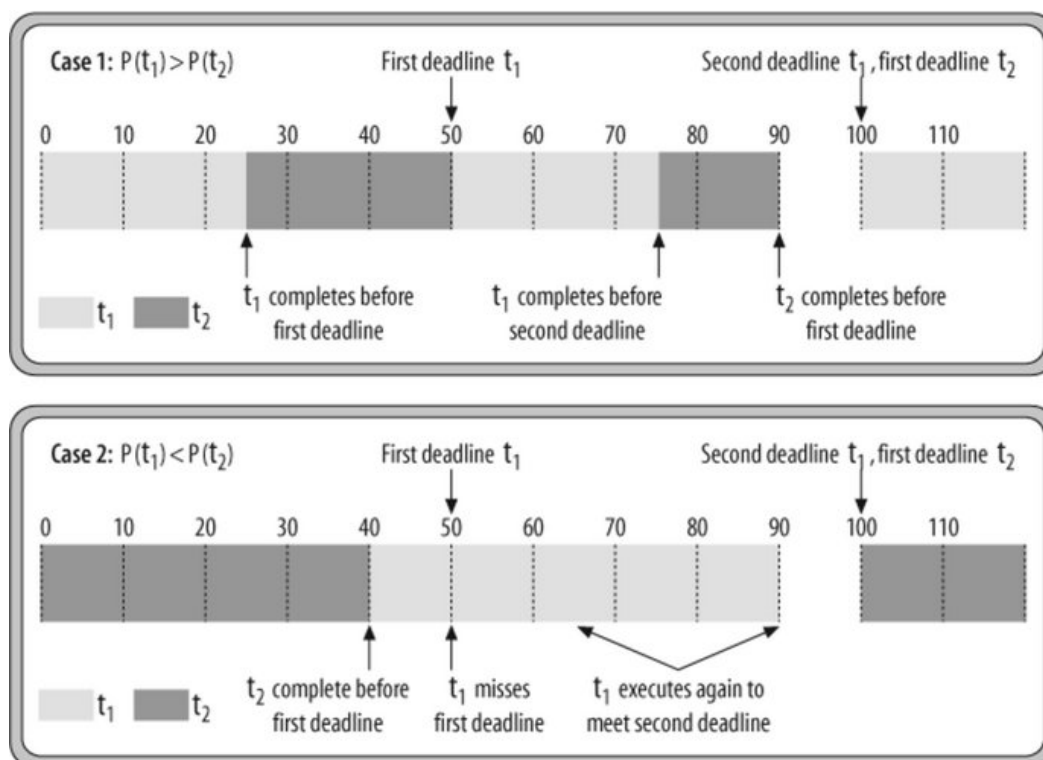 Case 1: P(t₁) > P(t₂)
First deadline t₁
Second deadline t₁, first deadline t₂
0 10 20 30 40 50 60 70 80 90 100 110
t₁ t₂
t₁ completes before
first deadline
t₁ completes before
second deadline
t₂ completes before
first deadline
Case 2: P(t₁) < P(t₂)
First deadline t₁
Second deadline t₁, first deadline t₂
0 10 20 30 40 50 60 70 80 90 100 110
t₁ t₂
t₂ complete before
first deadline
t₁ misses
first deadline
t₁ executes again to
meet second deadline